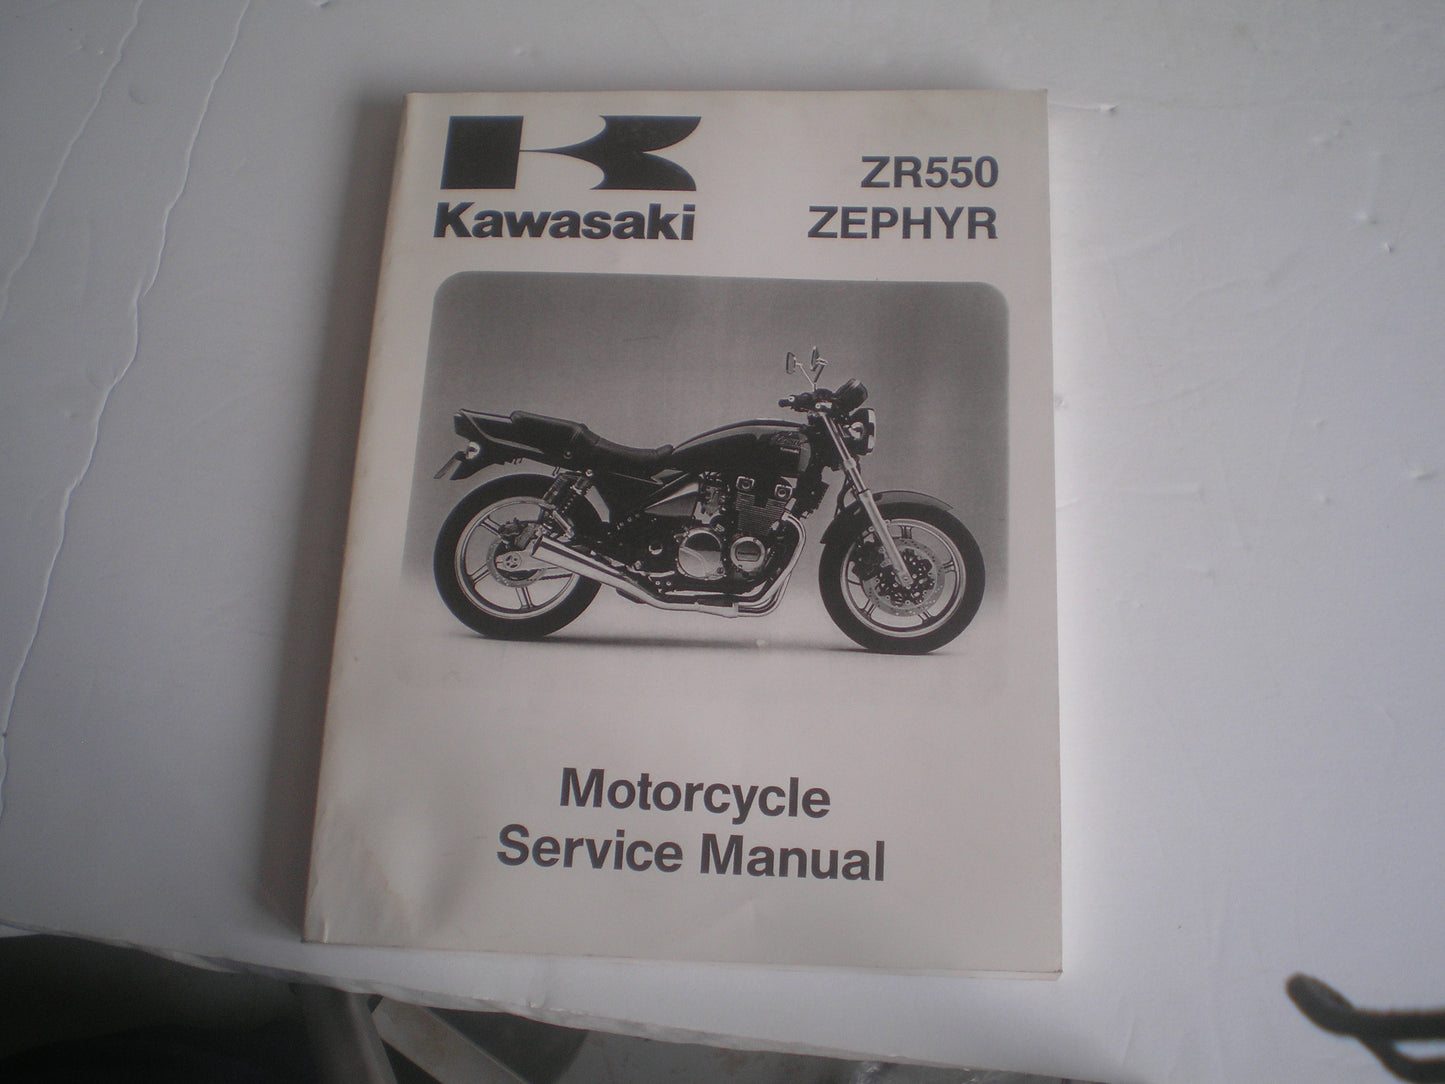 Kawasaki
ZR550
ZEPHYR
Motorcycle
Service Manual